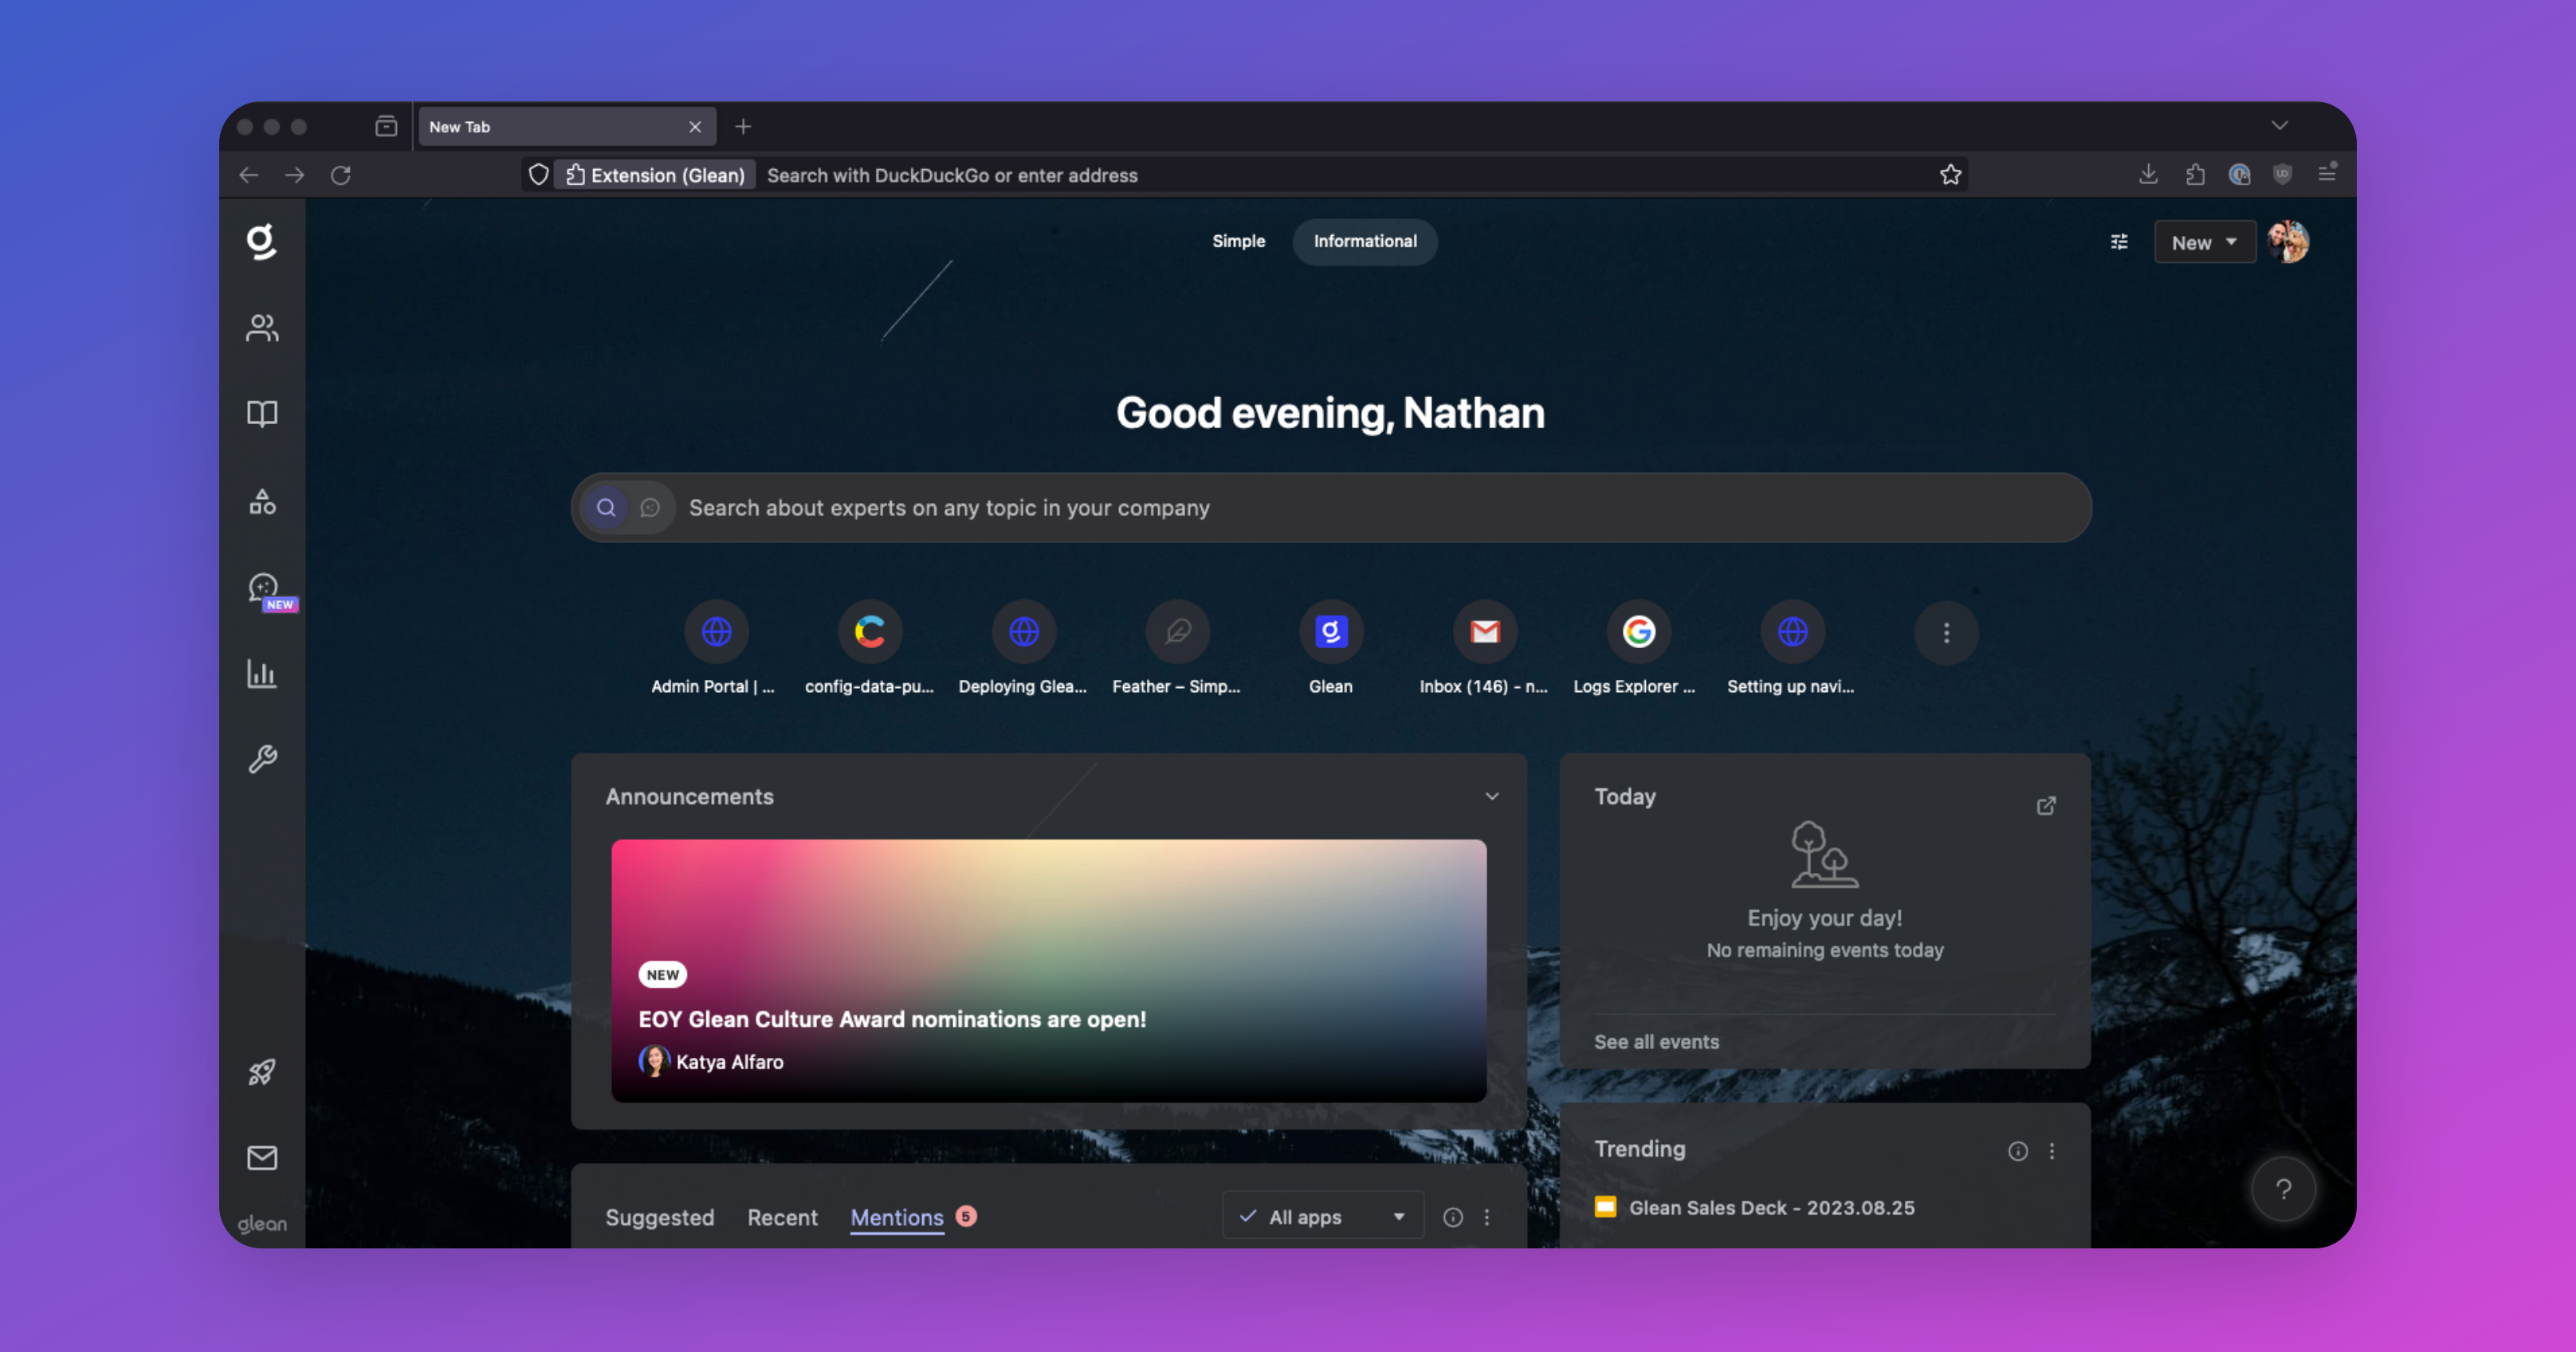 New Tab
Extension (Glean) Search with DuckDuckGo or enter address
Simple Informational
New
Good evening, Nathan
Search about experts on any topic in your company
NEW
Admin Portal | ... config-data-pu... Deploying Glea... Feather – Simp... Glean Inbox (146) - n... Logs Explorer ... Setting up navi...
Announcements
NEW
EOY Glean Culture Award nominations are open!
Katya Alfaro
Today
Enjoy your day!
No remaining events today
See all events
Trending
Glean Sales Deck - 2023.08.25
Suggested Recent Mentions 5 All apps
glean
?